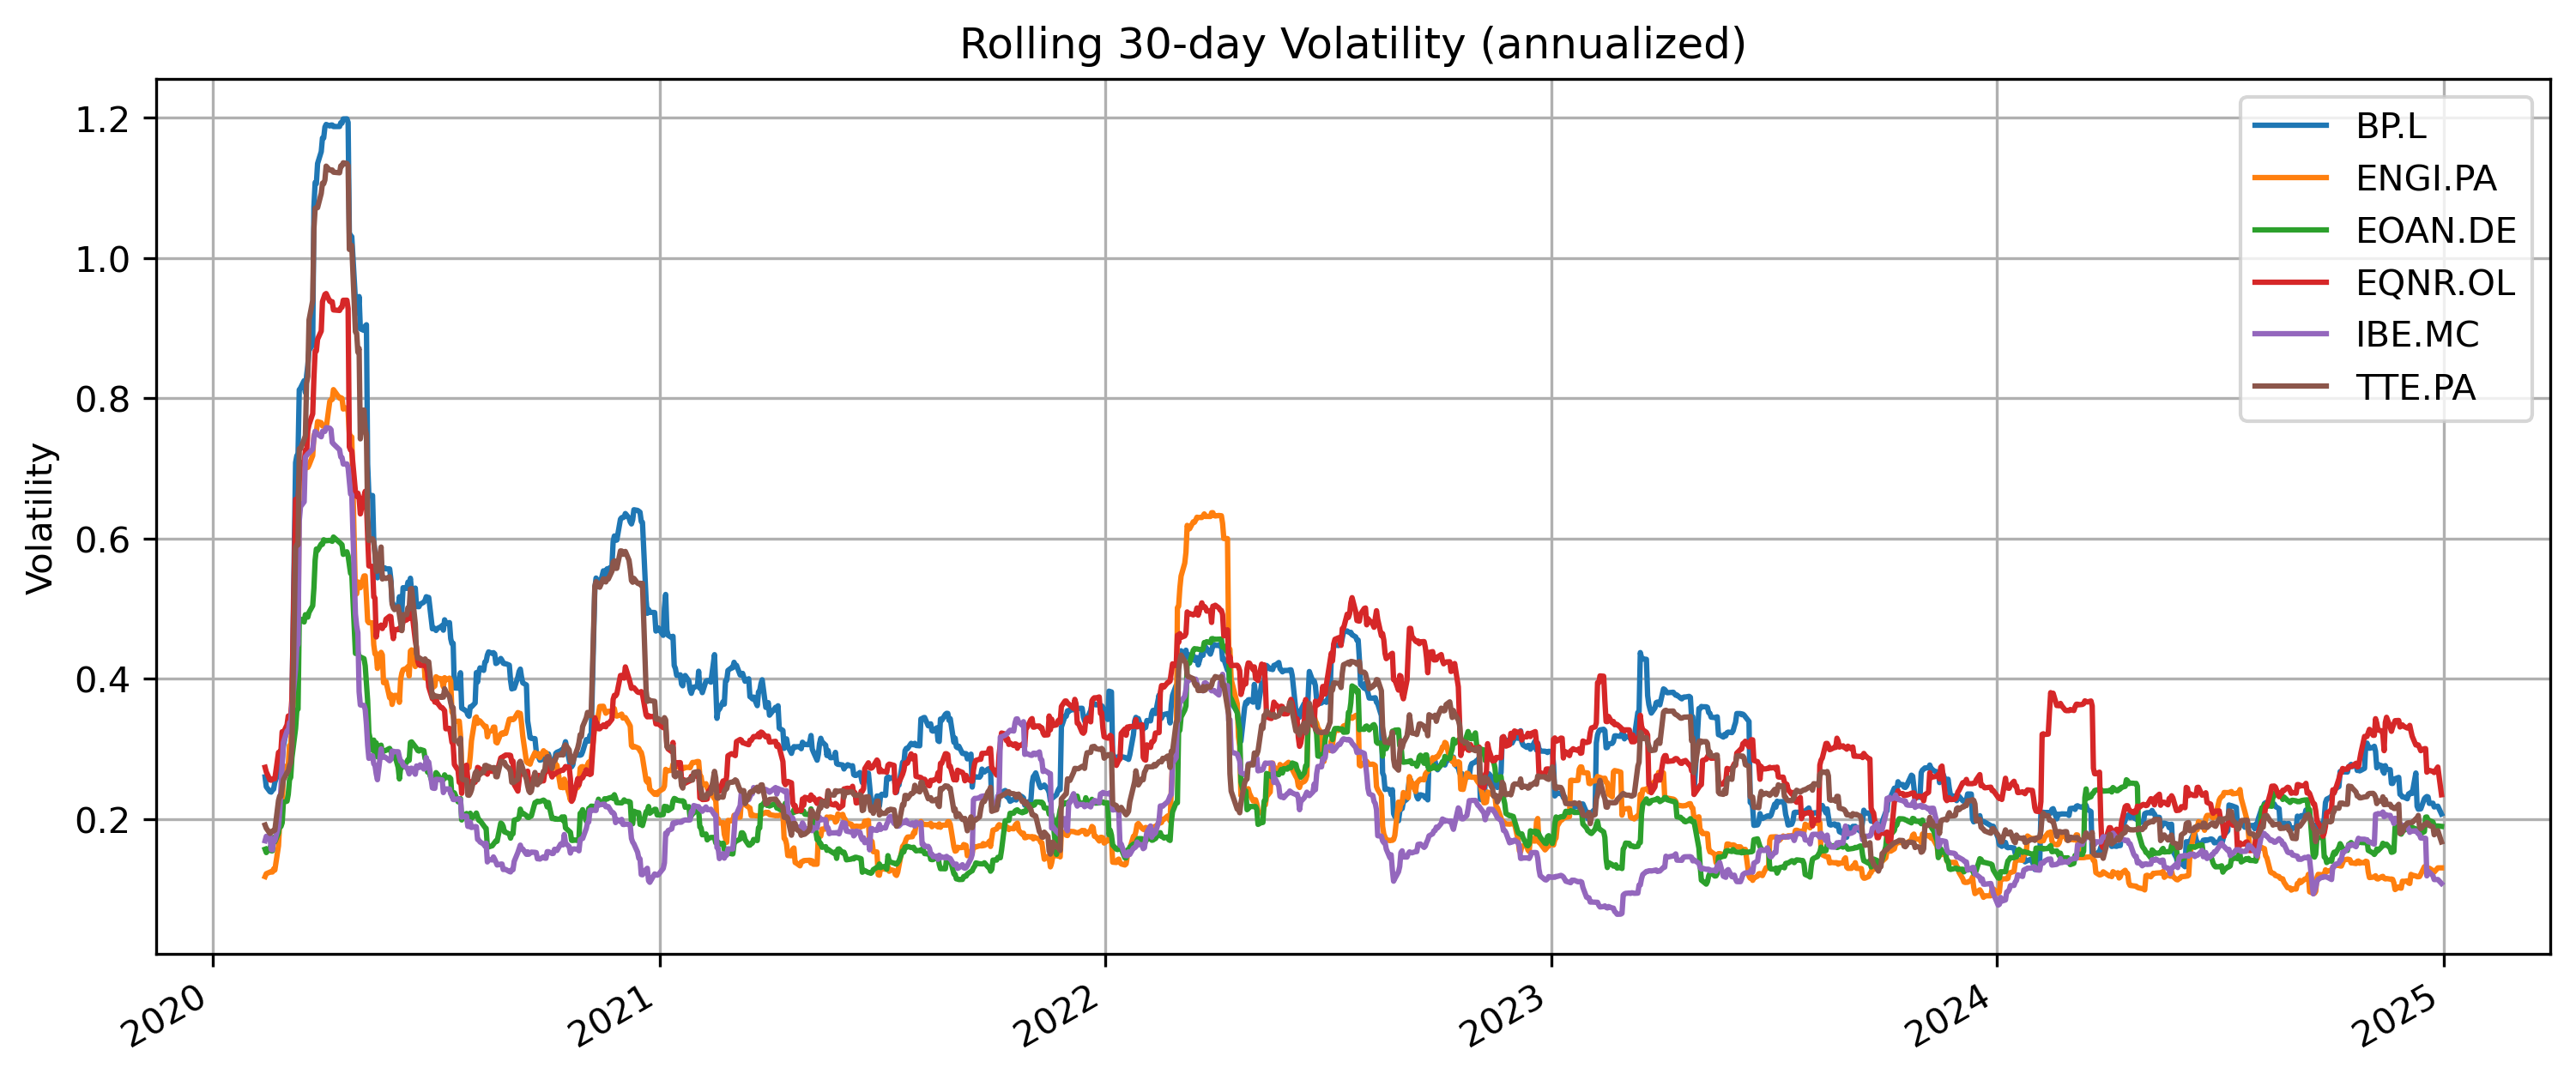 Rolling 30-day Volatility (annualized)
Volatility
1.2
1.0
0.8
0.6
0.4
0.2
BP.L
ENGI.PA
EOAN.DE
EQNR.OL
IBE.MC
TTE.PA
2020
2021
2022
2023
2024
2025